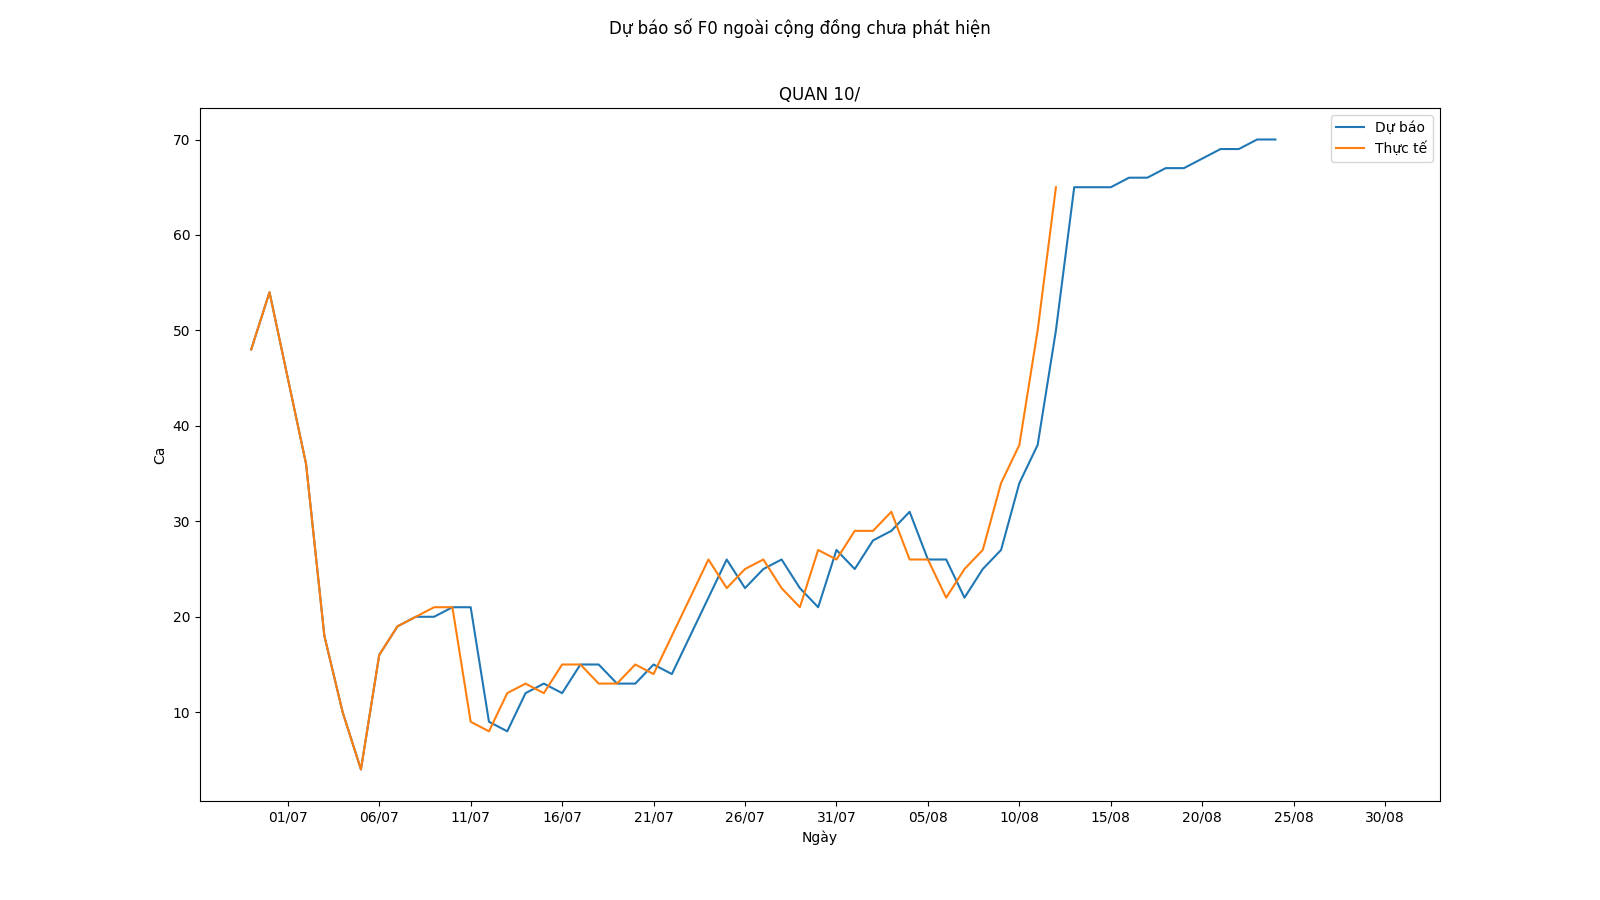 Dự báo số F0 ngoài cộng đồng chưa phát hiện
QUAN 10/
Dự báo
Thực tế
70
60
50
40
30
20
10
Ca
01/07 06/07 11/07 16/07 21/07 26/07 31/07 05/08 10/08 15/08 20/08 25/08 30/08
Ngày